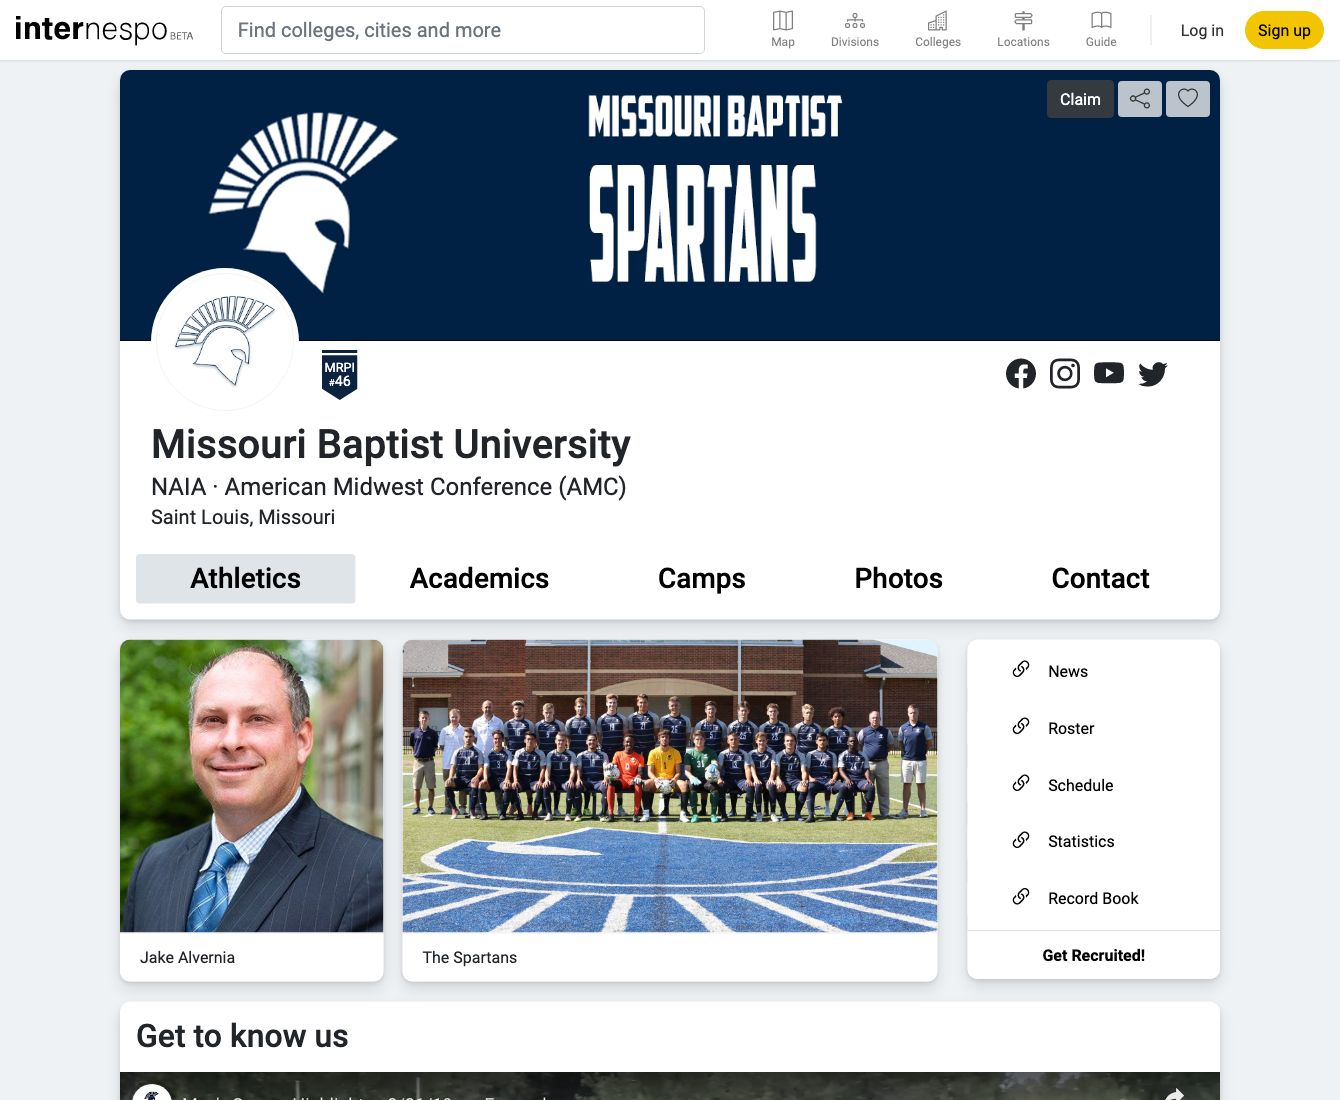 internespo BETA
Find colleges, cities and more
Map
Divisions
Colleges
Locations
Guide
Log in
Sign up
MISSOURI BAPTIST
SPARTANS
Claim
MRPI
#46
Missouri Baptist University
NAIA · American Midwest Conference (AMC)
Saint Louis, Missouri
Athletics
Academics
Camps
Photos
Contact
Jake Alvernia
The Spartans
News
Roster
Schedule
Statistics
Record Book
Get Recruited!
Get to know us